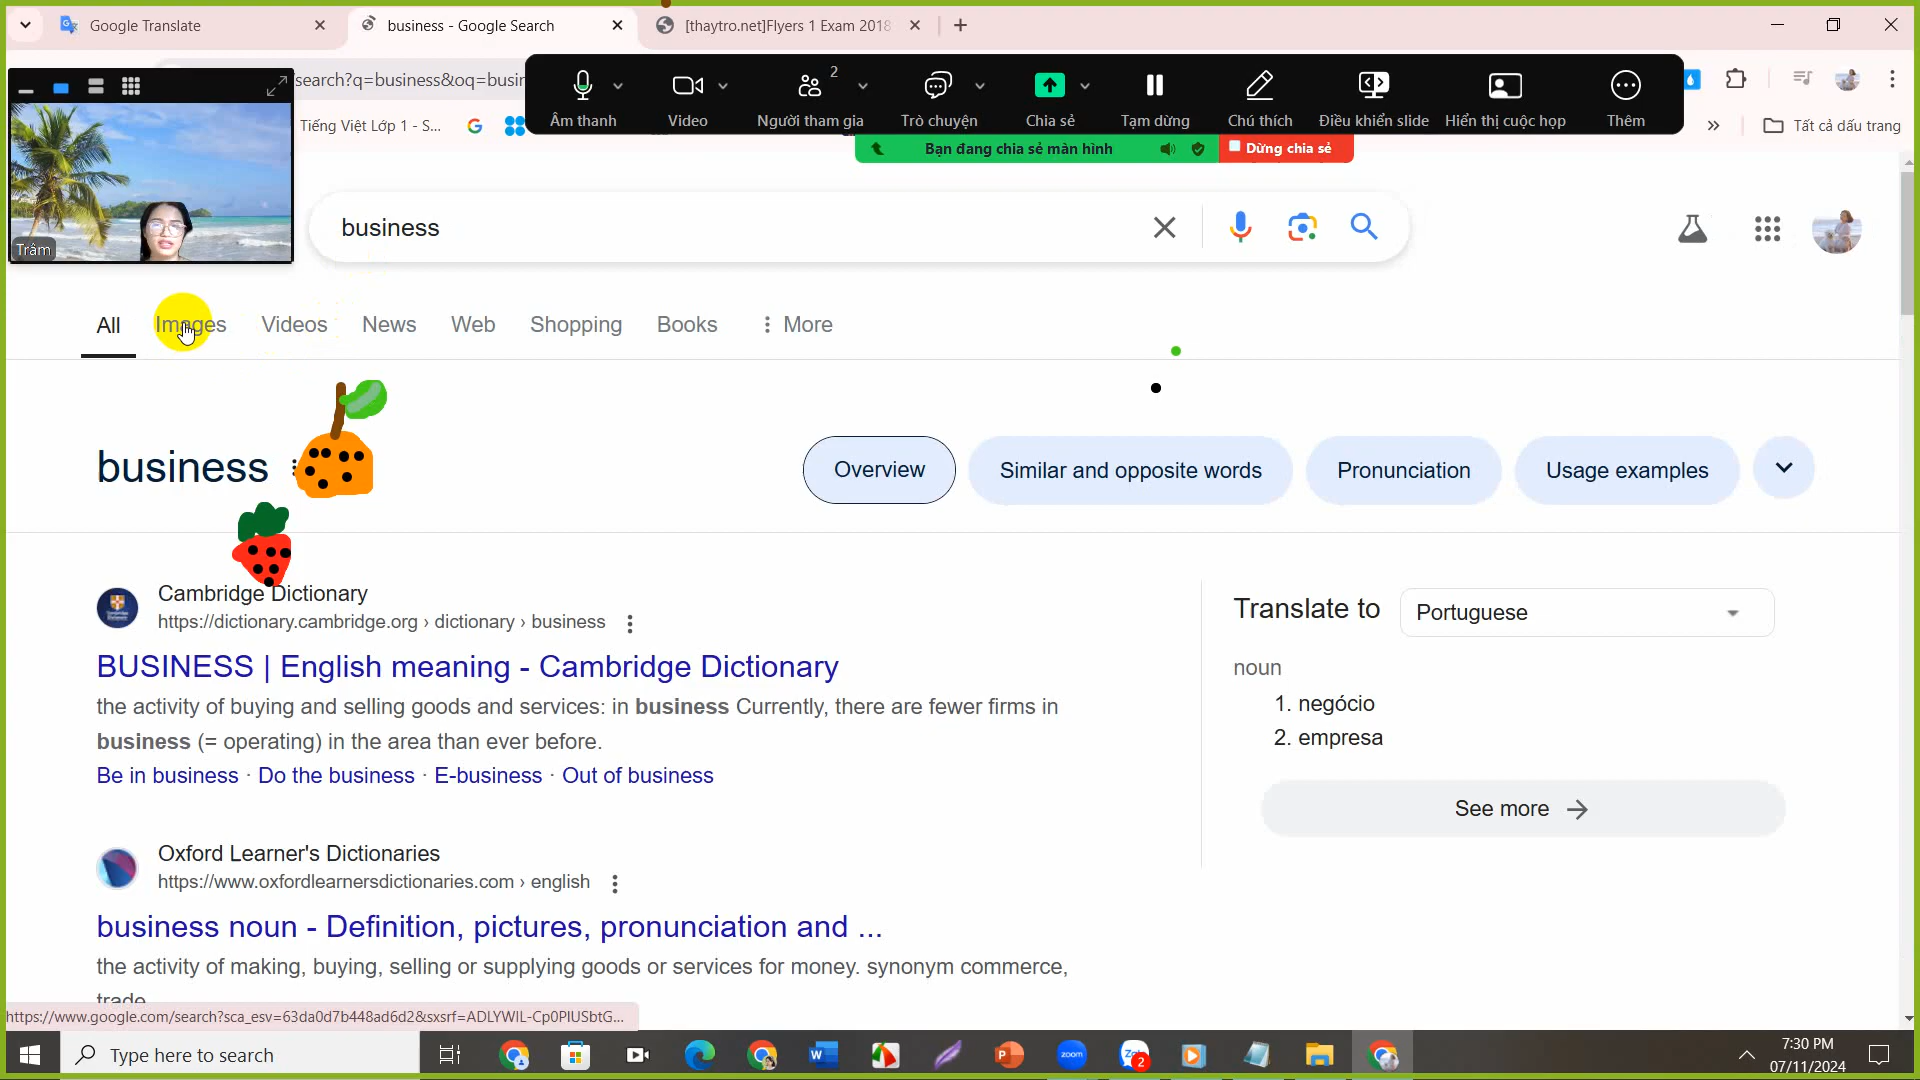 Google Translate
business - Google Search
[thaytro.net]Flyers 1 Exam 2018
search?q=business&oq=busin
2
Âm thanh
Video
Người tham gia
Trò chuyện
Chia sẻ
Tạm dừng
Chú thích
Điều khiển slide
Hiển thị cuộc họp
Thêm
Tiếng Việt Lớp 1 - S...
Tất cả dấu trang
Bạn đang chia sẻ màn hình
Dừng chia sẻ
Trâm
business
All
Images
Videos
News
Web
Shopping
Books
More
business
Overview
Similar and opposite words
Pronunciation
Usage examples
Cambridge Dictionary
https://dictionary.cambridge.org › dictionary › business
BUSINESS | English meaning - Cambridge Dictionary
the activity of buying and selling goods and services: in business Currently, there are fewer firms in
business (= operating) in the area than ever before.
Be in business · Do the business · E-business · Out of business
Translate to
Portuguese
noun
1. negócio
2. empresa
See more
Oxford Learner's Dictionaries
https://www.oxfordlearnersdictionaries.com › english
business noun - Definition, pictures, pronunciation and ...
the activity of making, buying, selling or supplying goods or services for money. synonym commerce,
trade
https://www.google.com/search?sca_esv=63da0d7b448ad6d2&sxsrf=ADLYWIL-Cp0PIUSbtG...
Type here to search
zoom
2
7:30 PM
07/11/2024